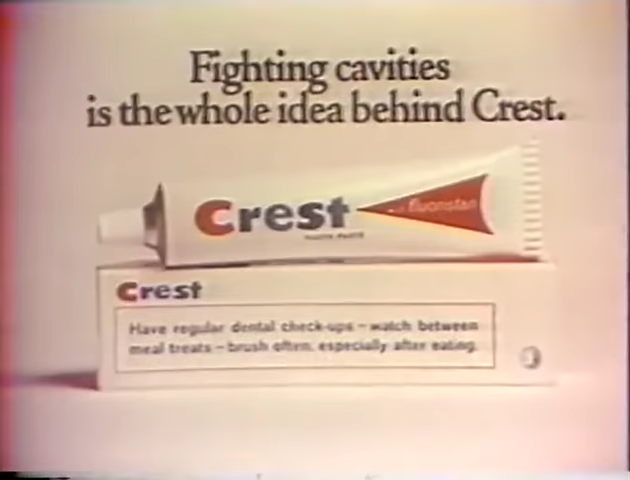 Fighting cavities
is the whole idea behind Crest.
Crest
fluoristan
Crest
Have regular dental check-ups – watch between
meal treats – brush often, especially after eating.